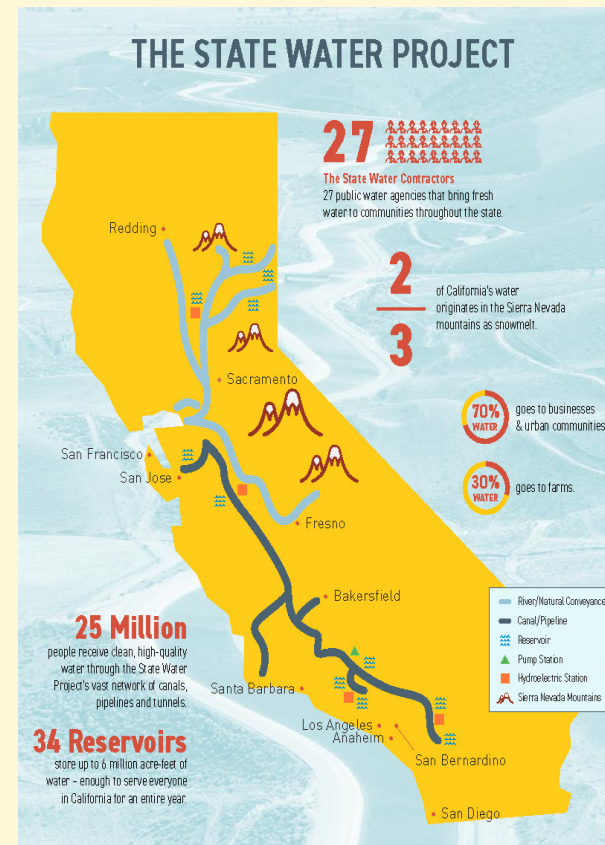 THE STATE WATER PROJECT
27
The State Water Contractors
27 public water agencies that bring fresh
water to communities throughout the state.
2
3
of California's water
originates in the Sierra Nevada
mountains as snowmelt.
70%
WATER
goes to businesses
& urban communities
30%
WATER
goes to farms.
Redding
Sacramento
San Francisco
San Jose
Fresno
Bakersfield
Santa Barbara
Los Angeles
Anaheim
San Bernardino
San Diego
River/Natural Conveyance
Canal/Pipeline
Reservoir
Pump Station
Hydroelectric Station
Sierra Nevada Mountains
25 Million
people receive clean, high-quality
water through the State Water
Project's vast network of canals,
pipelines and tunnels.
34 Reservoirs
store up to 6 million acre-feet of
water - enough to serve everyone
in California for an entire year.